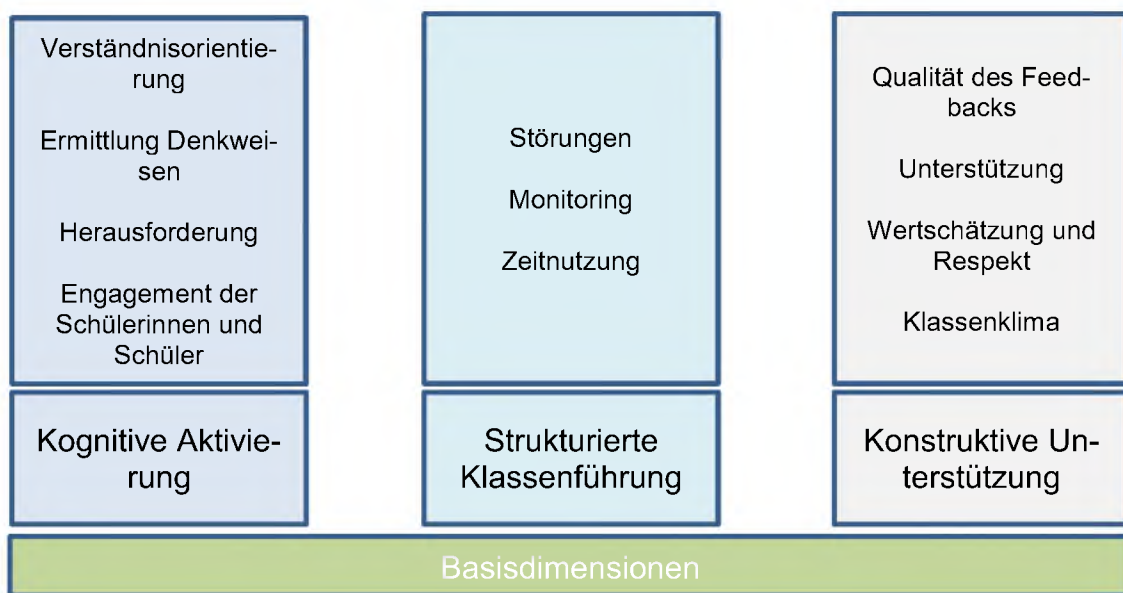 Verständnisorientie-
rung
Ermittlung Denkwei-
sen
Herausforderung
Engagement der
Schülerinnen und
Schüler
Kognitive Aktivie-
rung
Störungen
Monitoring
Zeitnutzung
Strukturierte
Klassenführung
Qualität des Feed-
backs
Unterstützung
Wertschätzung und
Respekt
Klassenklima
Konstruktive Un-
terstützung
Basisdimensionen